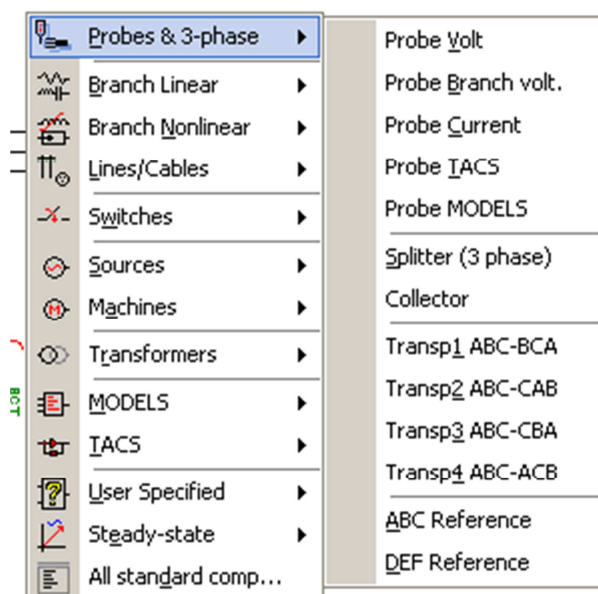 Probes & 3-phase
Branch Linear
Branch Nonlinear
Lines/Cables
Switches
Sources
Machines
Transformers
MODELS
TACS
User Specified
Steady-state
All standard comp...
Probe Volt
Probe Branch volt.
Probe Current
Probe TACS
Probe MODELS
Splitter (3 phase)
Collector
Transp1 ABC-BCA
Transp2 ABC-CAB
Transp3 ABC-CBA
Transp4 ABC-ACB
ABC Reference
DEF Reference
BCT